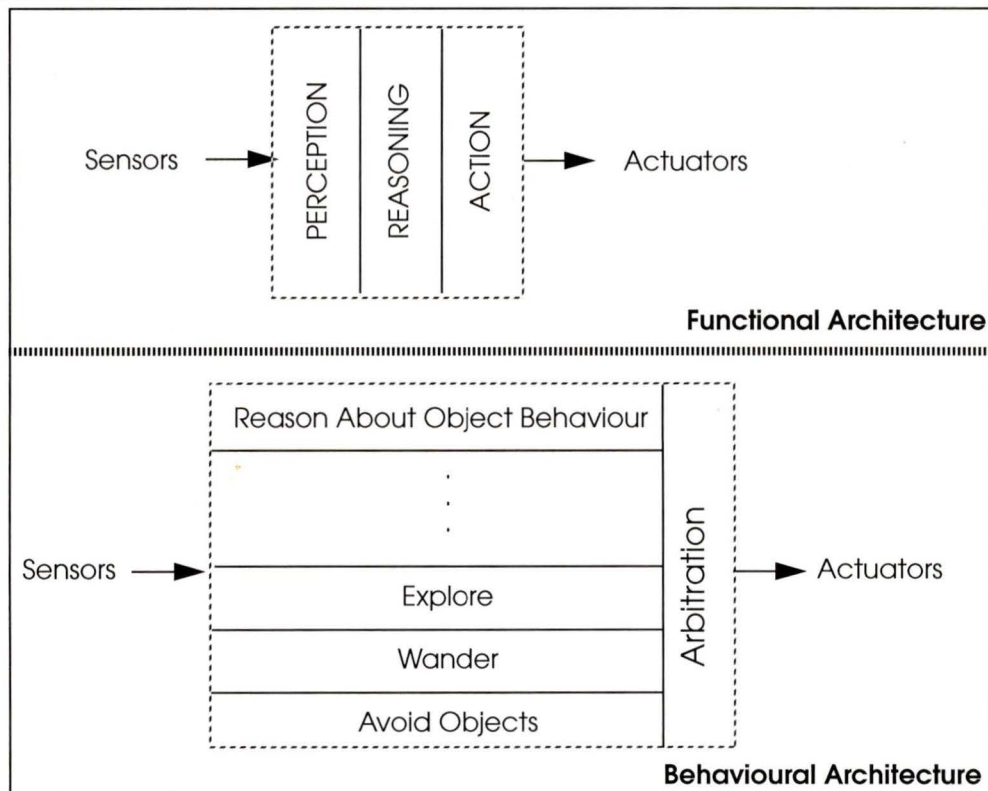 Sensors
PERCEPTION
REASONING
ACTION
Actuators
Functional Architecture
Reason About Object Behaviour
.
.
.
Sensors
Explore
Wander
Avoid Objects
Arbitration
Actuators
Behavioural Architecture